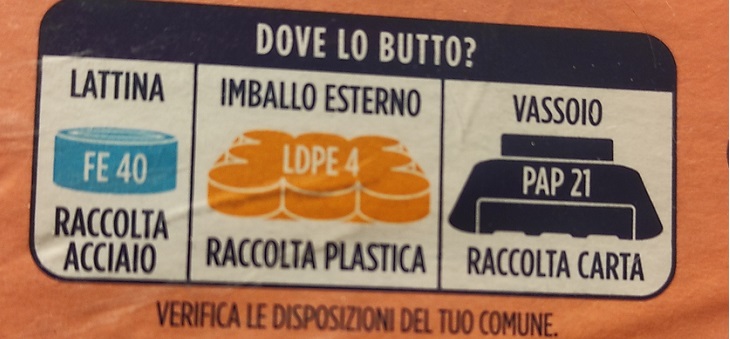 DOVE LO BUTTO?
LATTINA
FE 40
RACCOLTA
ACCIAIO
IMBALLO ESTERNO
LDPE 4
RACCOLTA PLASTICA
VASSOIO
PAP 21
RACCOLTA CARTA
VERIFICA LE DISPOSIZIONI DEL TUO COMUNE.